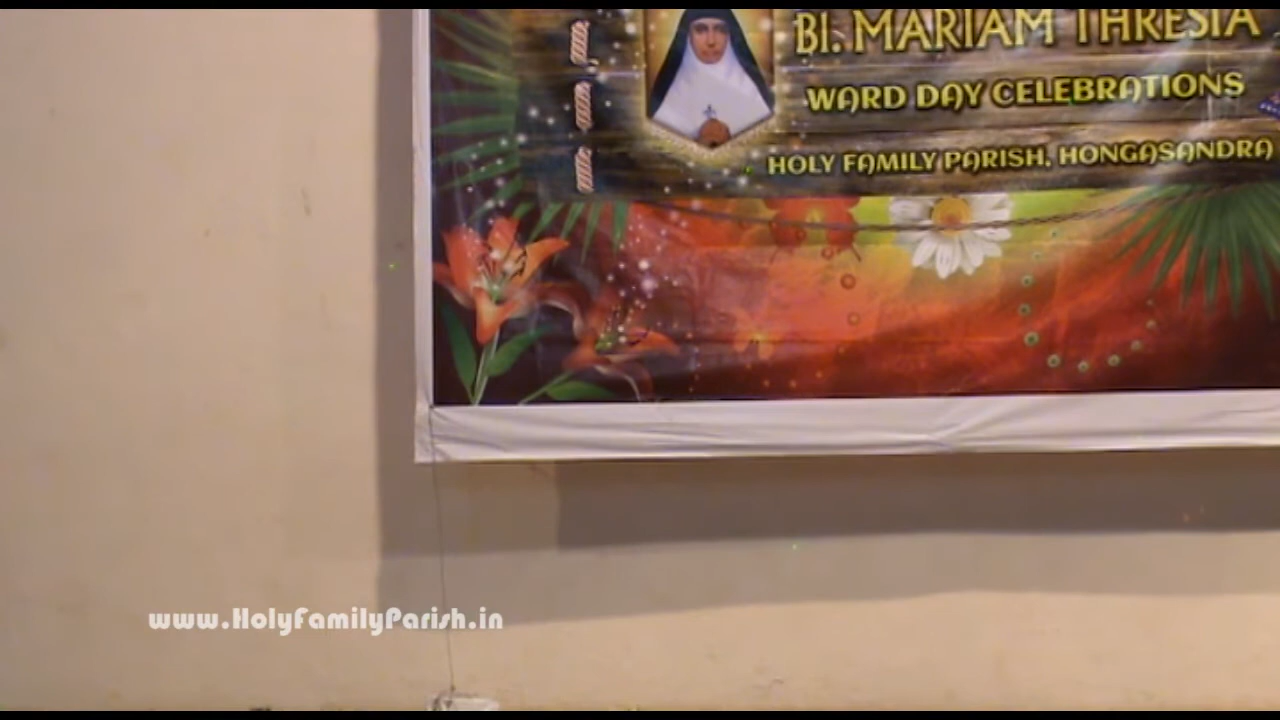 Bl. MARIAM THRESIA
WARD DAY CELEBRATIONS
HOLY FAMILY PARISH, HONGASANDRA
www.HolyFamilyParish.in